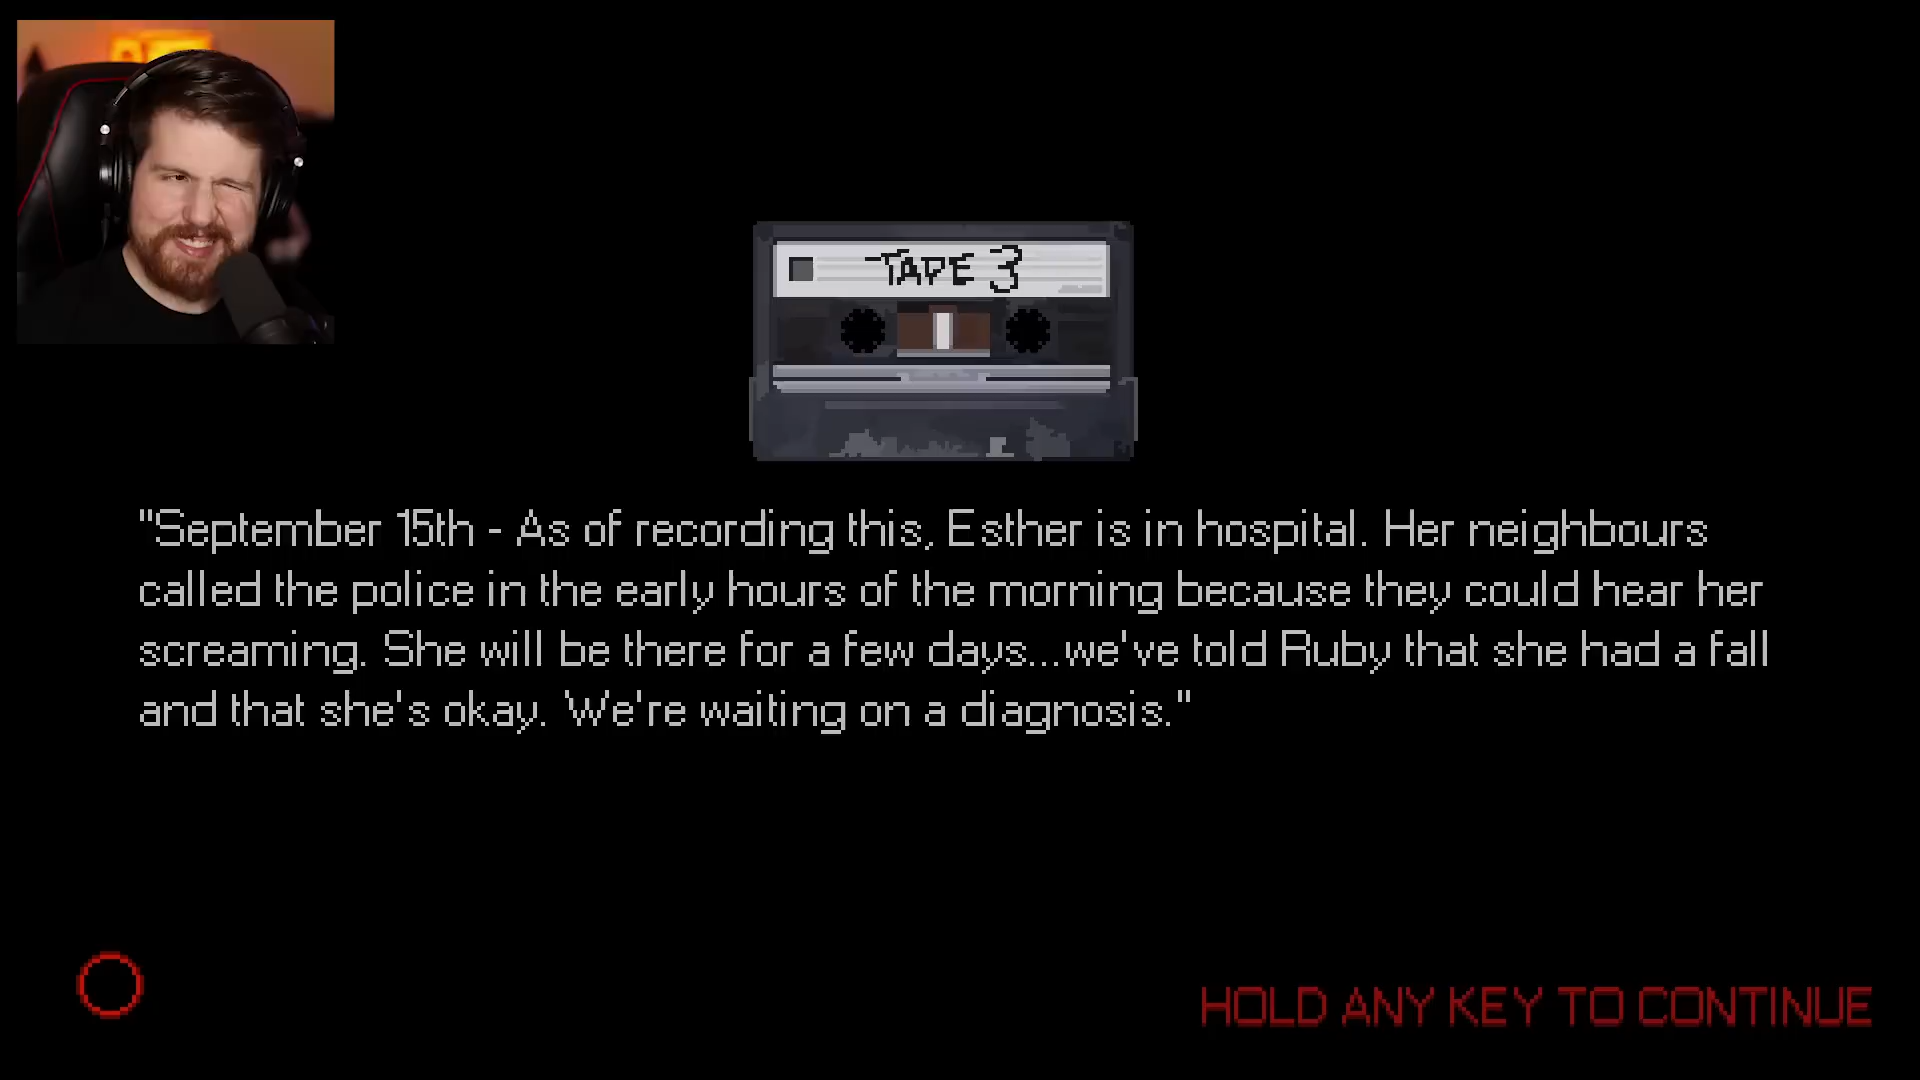 TAPE 3
"September 15th - As of recording this, Esther is in hospital. Her neighbours
called the police in the early hours of the morning because they could hear her
screaming. She will be there for a few days...we've told Ruby that she had a fall
and that she's okay. We're waiting on a diagnosis."
HOLD ANY KEY TO CONTINUE